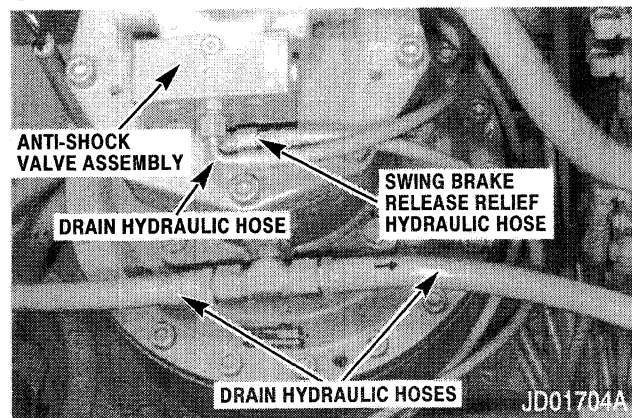 ANTI-SHOCK
VALVE ASSEMBLY
DRAIN HYDRAULIC HOSE
SWING BRAKE
RELEASE RELIEF
HYDRAULIC HOSE
DRAIN HYDRAULIC HOSES
JD01704A